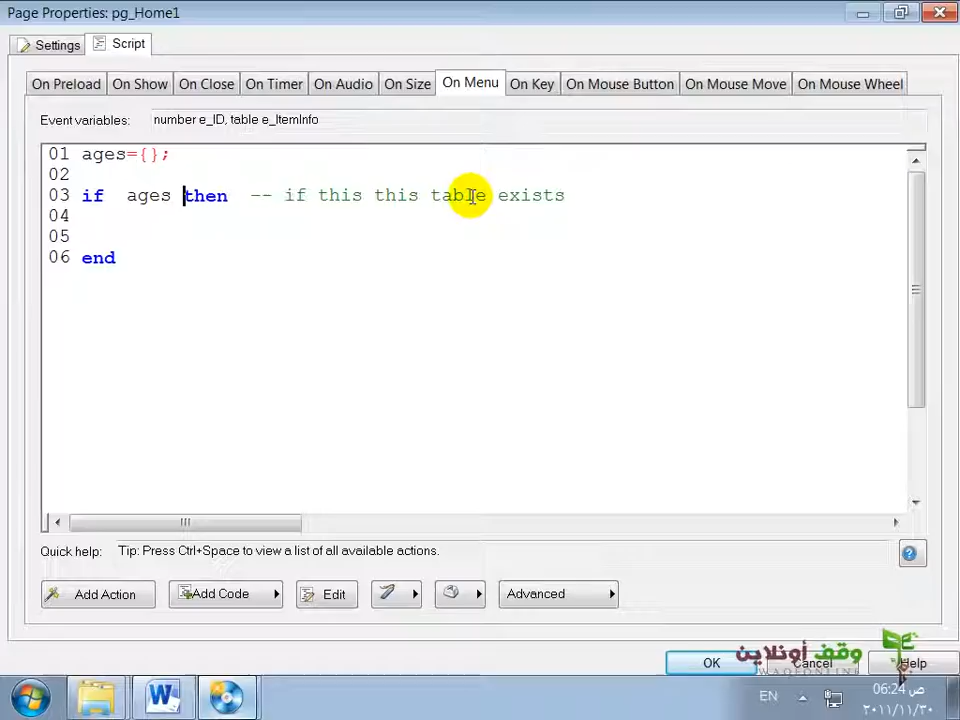 Page Properties: pg_Home1
Settings
Script
On Preload
On Show
On Close
On Timer
On Audio
On Size
On Menu
On Key
On Mouse Button
On Mouse Move
On Mouse Wheel
Event variables: number e_ID, table e_ItemInfo
01 ages={};
02
03 if ages then -- if this this table exists
04
05
06 end
Quick help: Tip: Press Ctrl+Space to view a list of all available actions.
Add Action
Add Code
Edit
Advanced
OK
Cancel
Help
وقف أونلاين
WAQFONLINE
EN
06:24 ص
٢٠١١/١١/٣٠